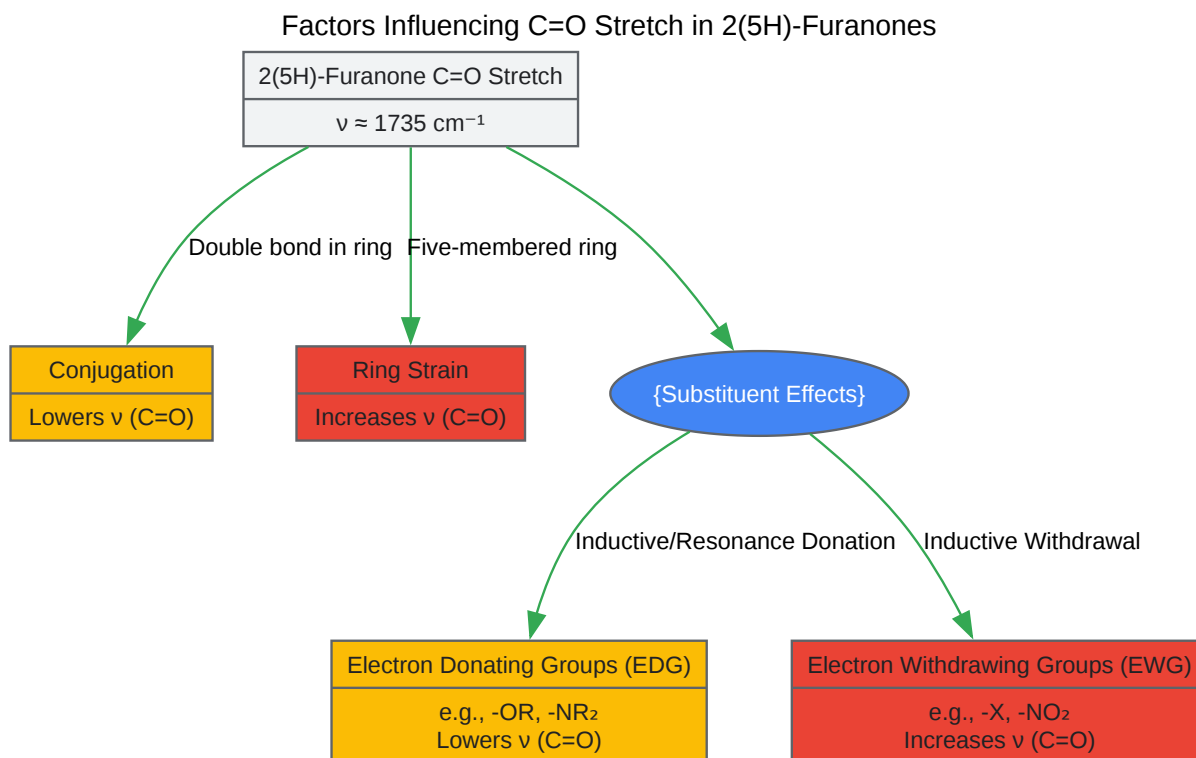 Factors Influencing C=O Stretch in 2(5H)-Furanones
2(5H)-Furanone C=O Stretch
ν ≈ 1735 cm⁻¹
Double bond in ring
Five-membered ring
Conjugation
Lowers ν (C=O)
Ring Strain
Increases ν (C=O)
{Substituent Effects}
Inductive/Resonance Donation
Inductive Withdrawal
Electron Donating Groups (EDG)
e.g., -OR, -NR₂
Lowers ν (C=O)
Electron Withdrawing Groups (EWG)
e.g., -X, -NO₂
Increases ν (C=O)